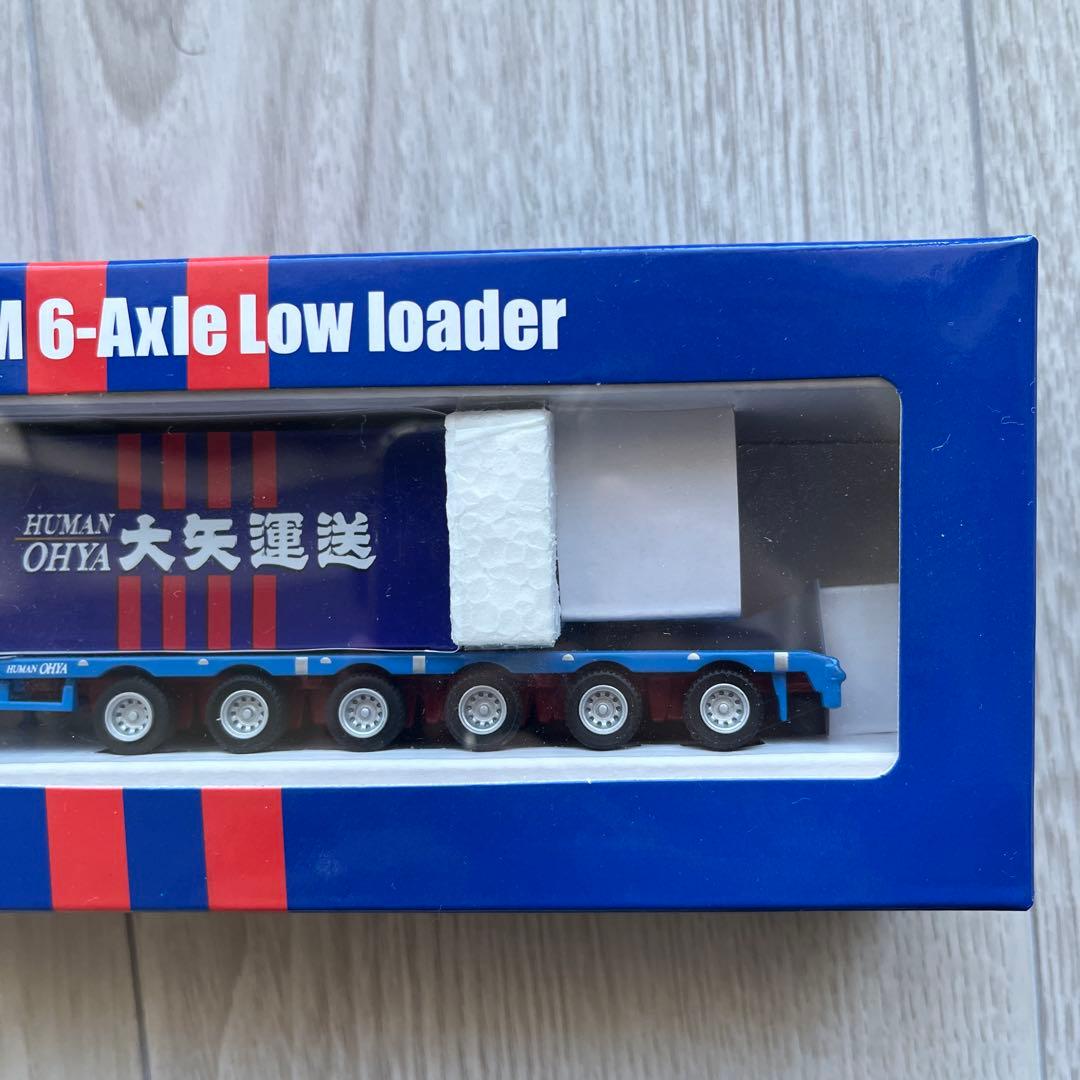 M 6-Axle Low loader
HUMAN
OHYA 大矢運送
HUMAN OHYA